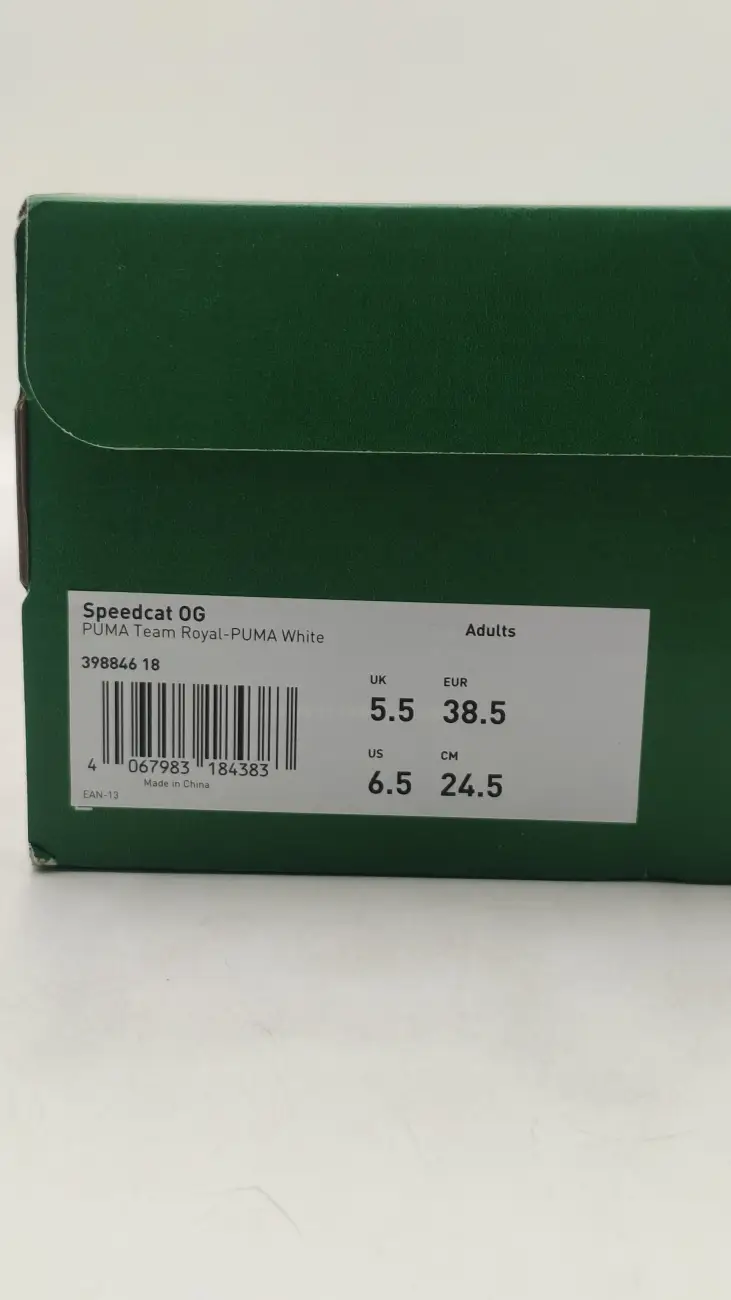 Speedcat OG
PUMA Team Royal-PUMA White
Adults
398846 18
4 067983 184383
Made in China
EAN-13
UK EUR
5.5 38.5
US CM
6.5 24.5